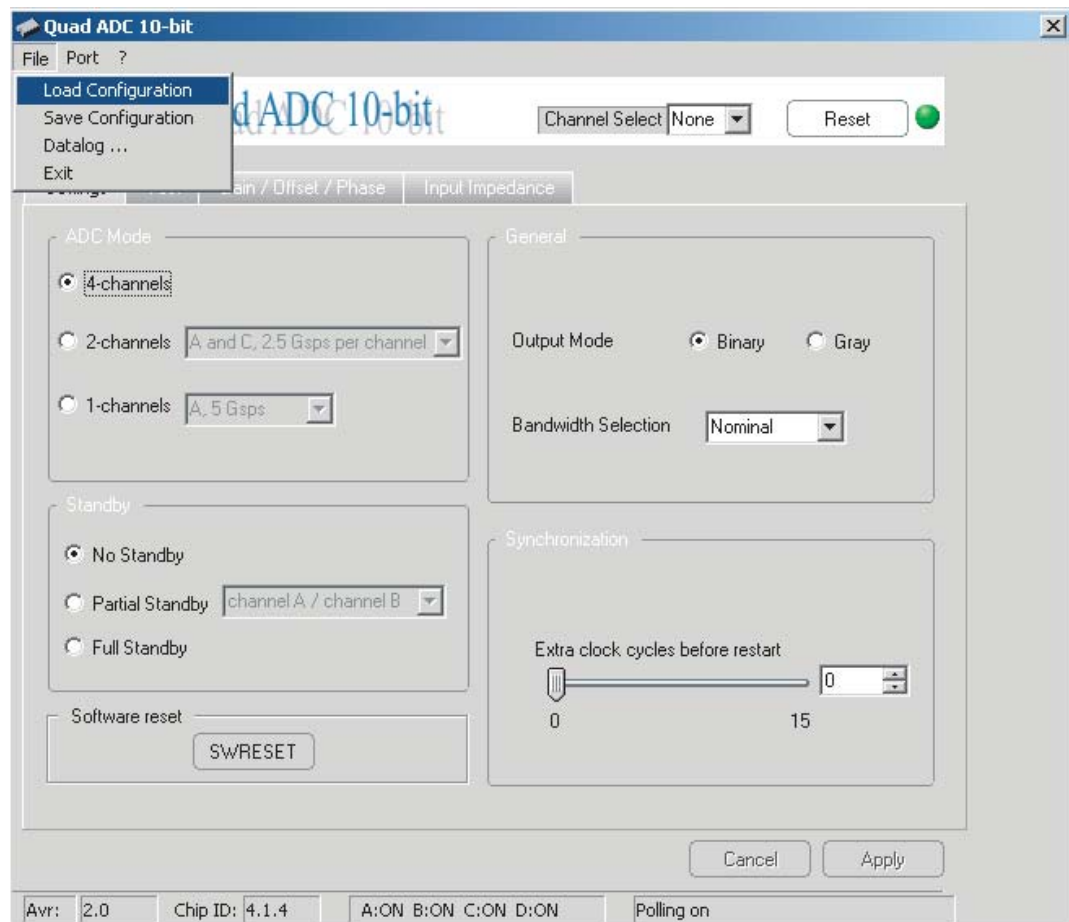 Quad ADC 10-bit
File Port ?
Load Configuration
Save Configuration
Datalog ...
Exit
ADC 10-bit
Channel Select None
Reset
/ Offset / Phase
Input Impedance
ADC Mode
4-channels
2-channels A and C, 2.5 Gsps per channel
1-channels A, 5 Gsps
General
Output Mode Binary Gray
Bandwidth Selection Nominal
Standby
No Standby
Partial Standby channel A / channel B
Full Standby
Synchronization
Extra clock cycles before restart
0
0 15
Software reset
SWRESET
Cancel Apply
Avr: 2.0 Chip ID: 4.1.4 A:ON B:ON C:ON D:ON Polling on